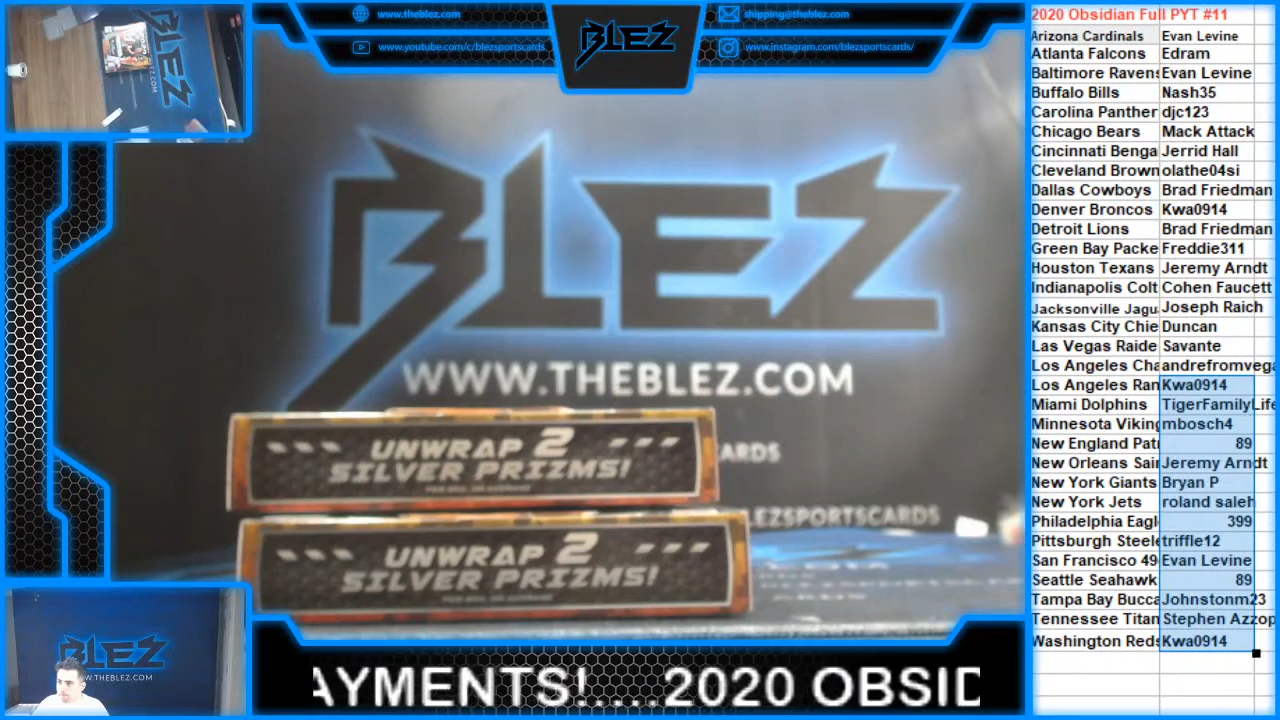 www.theblez.com
shipping@theblez.com
www.youtube.com/c/blezsportscards
www.instagram.com/blezsportscards/
BLEZ
BLEZ
.COM
BLEZ
WWW.THEBLEZ.COM
CARDS
EZSPORTSCARDS
UNWRAP 2
SILVER PRIZMS!
UNWRAP 2
SILVER PRIZMS!
BLEZ
WW.THEBLEZ.COM
AYMENTS!....2020 OBSID
2020 Obsidian Full PYT #11
Arizona Cardinals Evan Levine
Atlanta Falcons Edram
Baltimore Ravens Evan Levine
Buffalo Bills Nash35
Carolina Panther djc123
Chicago Bears Mack Attack
Cincinnati Benga Jerrid Hall
Cleveland Brown olathe04si
Dallas Cowboys Brad Friedman
Denver Broncos Kwa0914
Detroit Lions Brad Friedman
Green Bay Packe Freddie311
Houston Texans Jeremy Arndt
Indianapolis Colt Cohen Faucett
Jacksonville Jagu Joseph Raich
Kansas City Chie Duncan
Las Vegas Raide Savante
Los Angeles Cha andrefromvega
Los Angeles Ran Kwa0914
Miami Dolphins TigerFamilyLife
Minnesota Viking mbosch4
New England Patr 89
New Orleans Sain Jeremy Arndt
New York Giants Bryan P
New York Jets roland saleh
Philadelphia Eagl 399
Pittsburgh Steele triffle12
San Francisco 49 Evan Levine
Seattle Seahawk 89
Tampa Bay Bucca Johnstonm23
Tennessee Titan Stephen Azzop
Washington Reds Kwa0914